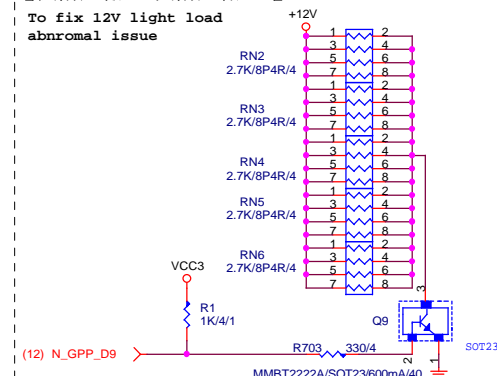 To fix 12V light load
abnromal issue
+12V
RN2
2.7K/8P4R/4
1 2
3 4
5 6
7 8
RN3
2.7K/8P4R/4
1 2
3 4
5 6
7 8
RN4
2.7K/8P4R/4
1 2
3 4
5 6
7 8
RN5
2.7K/8P4R/4
1 2
3 4
5 6
7 8
RN6
2.7K/8P4R/4
1 2
3 4
5 6
7 8
VCC3
R1
1K/4/1
3
Q9
SOT23
(12) N_GPP_D9
R703 330/4
2
1
MMBT2222A/SOT23/600mA/40